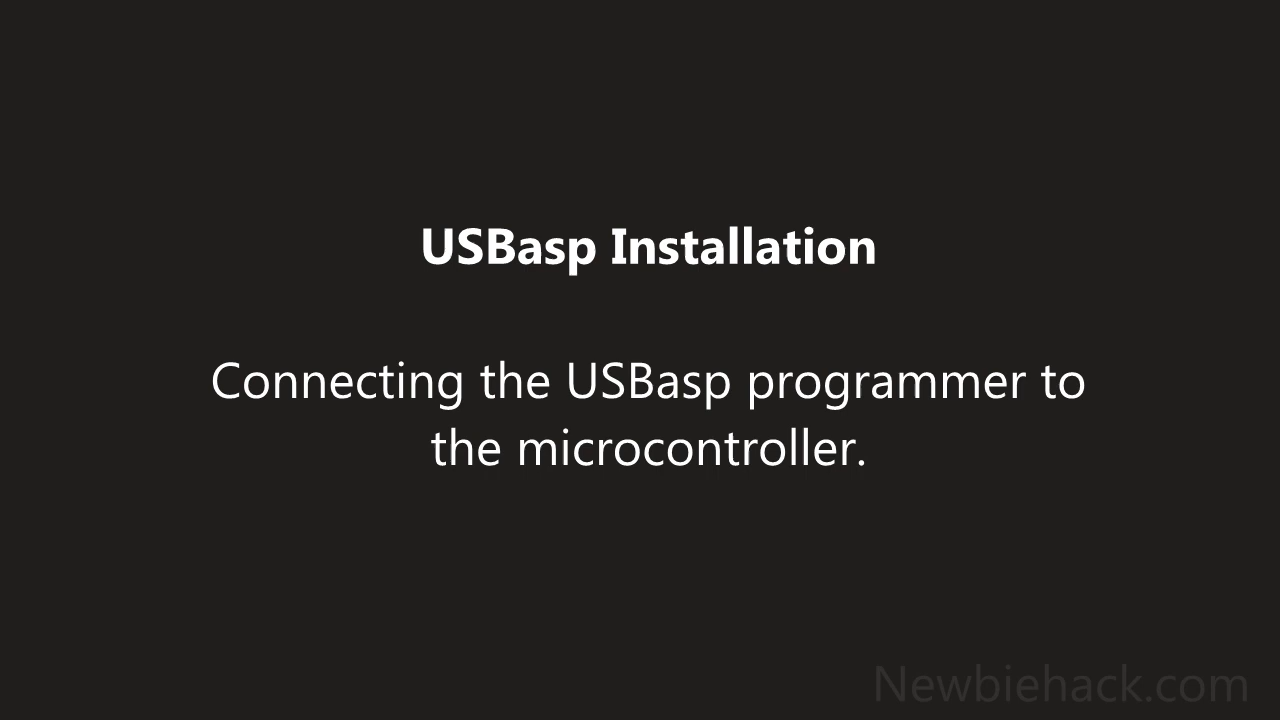 USBasp Installation
Connecting the USBasp programmer to
the microcontroller.
Newbiehack.com